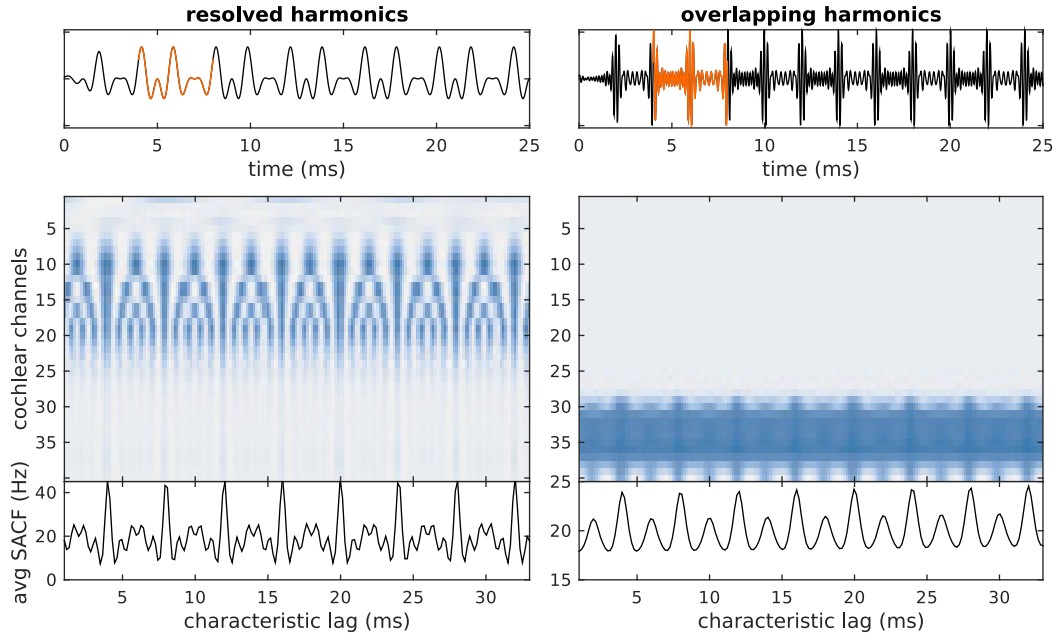 resolved harmonics
overlapping harmonics
0 5 10 15 20 25
0 5 10 15 20 25
time (ms)
time (ms)
cochlear channels
5
10
15
20
25
30
35
avg SACF (Hz)
40
20
0
5
10
15
20
25
30
35
25
20
15
5 10 15 20 25 30
5 10 15 20 25 30
characteristic lag (ms)
characteristic lag (ms)